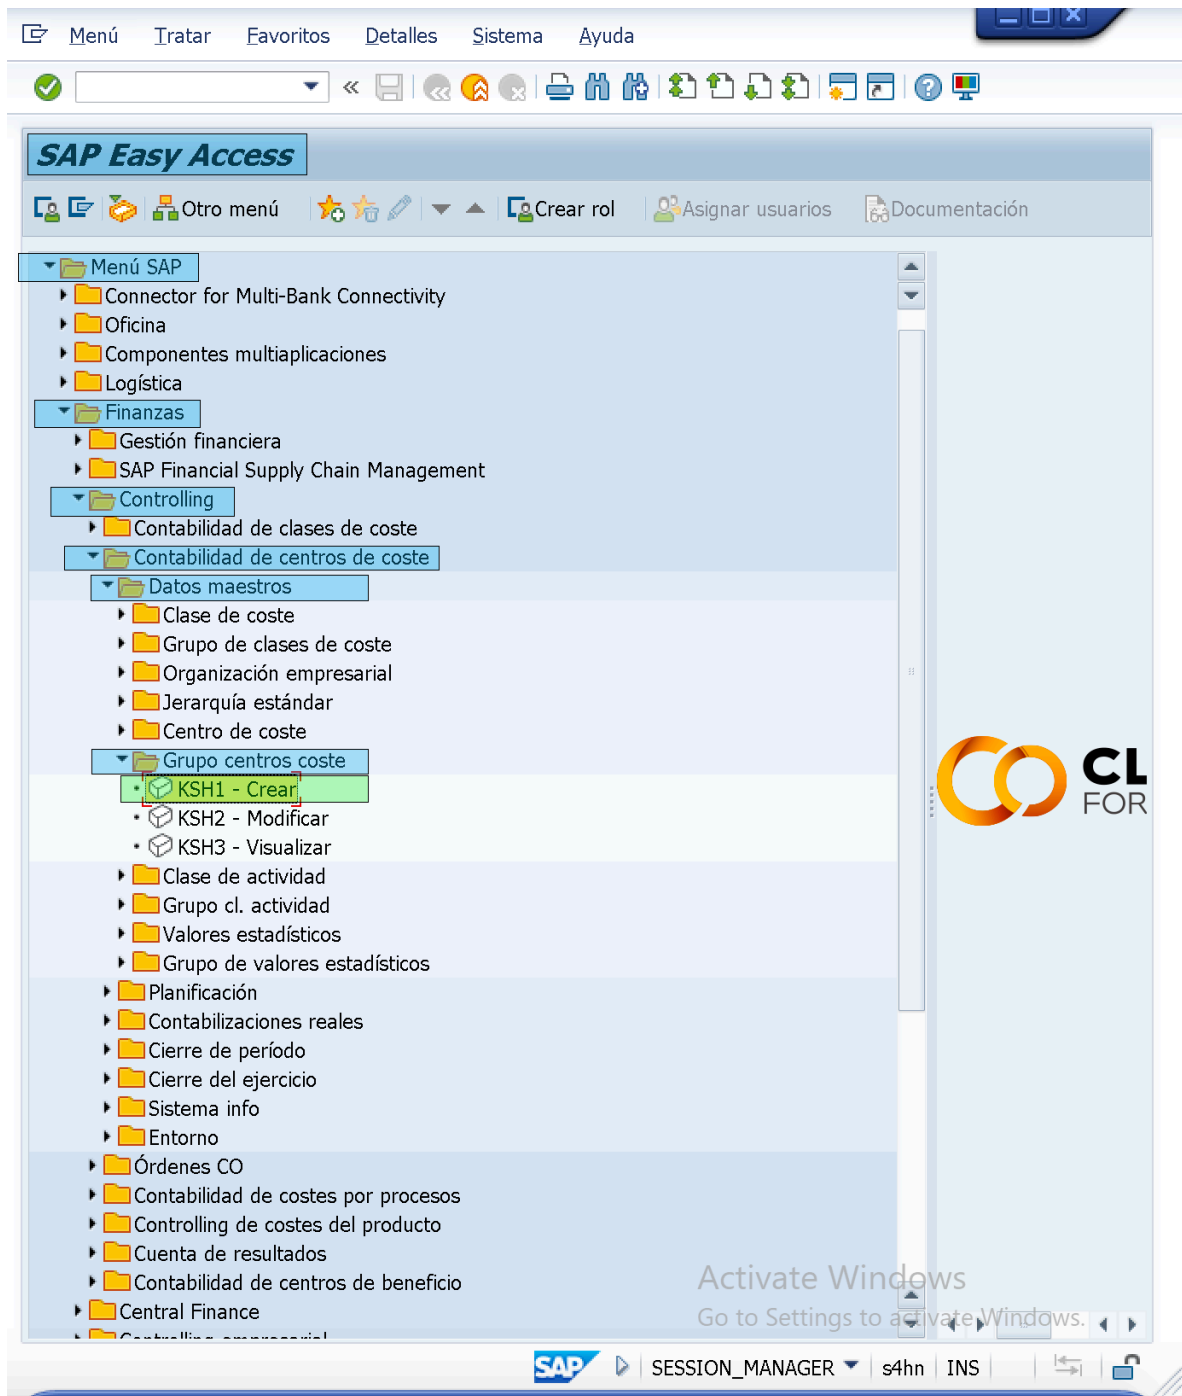 Menú Tratar Favoritos Detalles Sistema Ayuda
SAP Easy Access
Otro menú Crear rol Asignar usuarios Documentación
Menú SAP
Connector for Multi-Bank Connectivity
Oficina
Componentes multiaplicaciones
Logística
Finanzas
Gestión financiera
SAP Financial Supply Chain Management
Controlling
Contabilidad de clases de coste
Contabilidad de centros de coste
Datos maestros
Clase de coste
Grupo de clases de coste
Organización empresarial
Jerarquía estándar
Centro de coste
Grupo centros coste
KSH1 - Crear
KSH2 - Modificar
KSH3 - Visualizar
Clase de actividad
Grupo cl. actividad
Valores estadísticos
Grupo de valores estadísticos
Planificación
Contabilizaciones reales
Cierre de período
Cierre del ejercicio
Sistema info
Entorno
Órdenes CO
Contabilidad de costes por procesos
Controlling de costes del producto
Cuenta de resultados
Contabilidad de centros de beneficio
Central Finance
Controlling empresarial
CL
FOR
Activate Windows
Go to Settings to activate Windows.
SAP SESSION_MANAGER s4hn INS